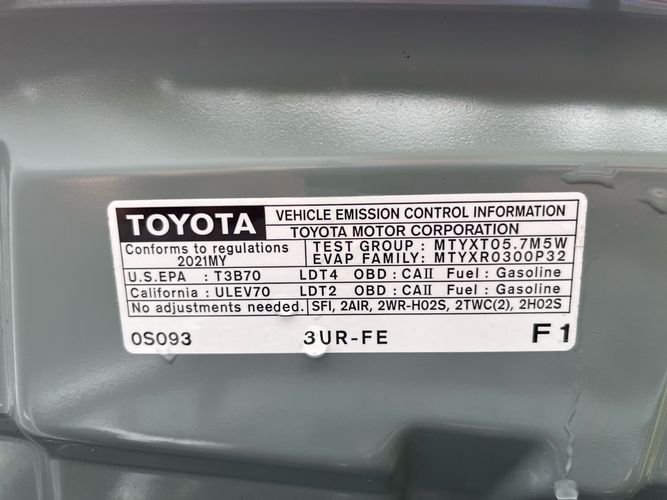 TOYOTA VEHICLE EMISSION CONTROL INFORMATION
TOYOTA MOTOR CORPORATION
Conforms to regulations
2021MY
TEST GROUP : MTYXT05.7M5W
EVAP FAMILY: MTYXR0300P32
U.S.EPA : T3B70 LDT4 OBD : CAII Fuel : Gasoline
California : ULEV70 LDT2 OBD : CAII Fuel : Gasoline
No adjustments needed. SFI, 2AIR, 2WR-HO2S, 2TWC(2), 2HO2S
0S093 3UR-FE F1